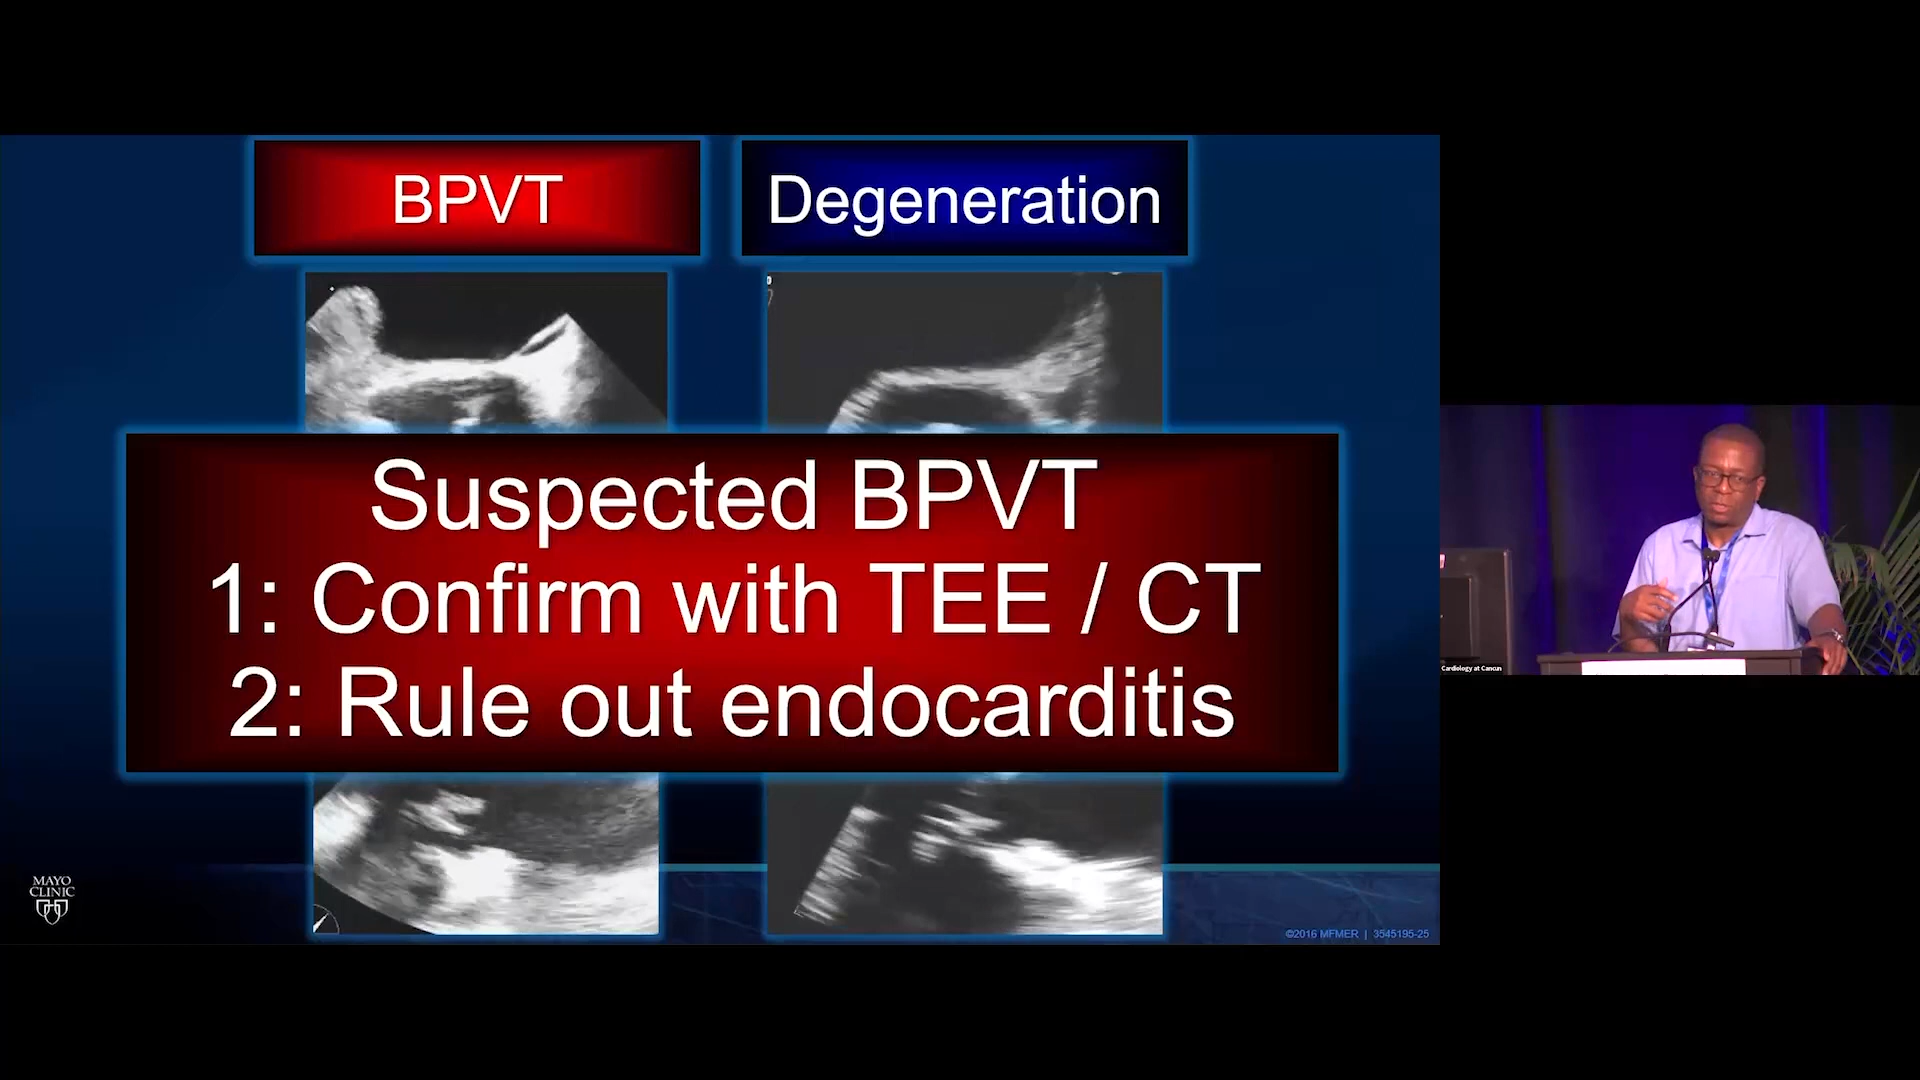 BPVT
Degeneration
Suspected BPVT
1: Confirm with TEE / CT
2: Rule out endocarditis
MAYO
CLINIC
©2016 MFMER | 3545195-25
Cardiology at Cancun